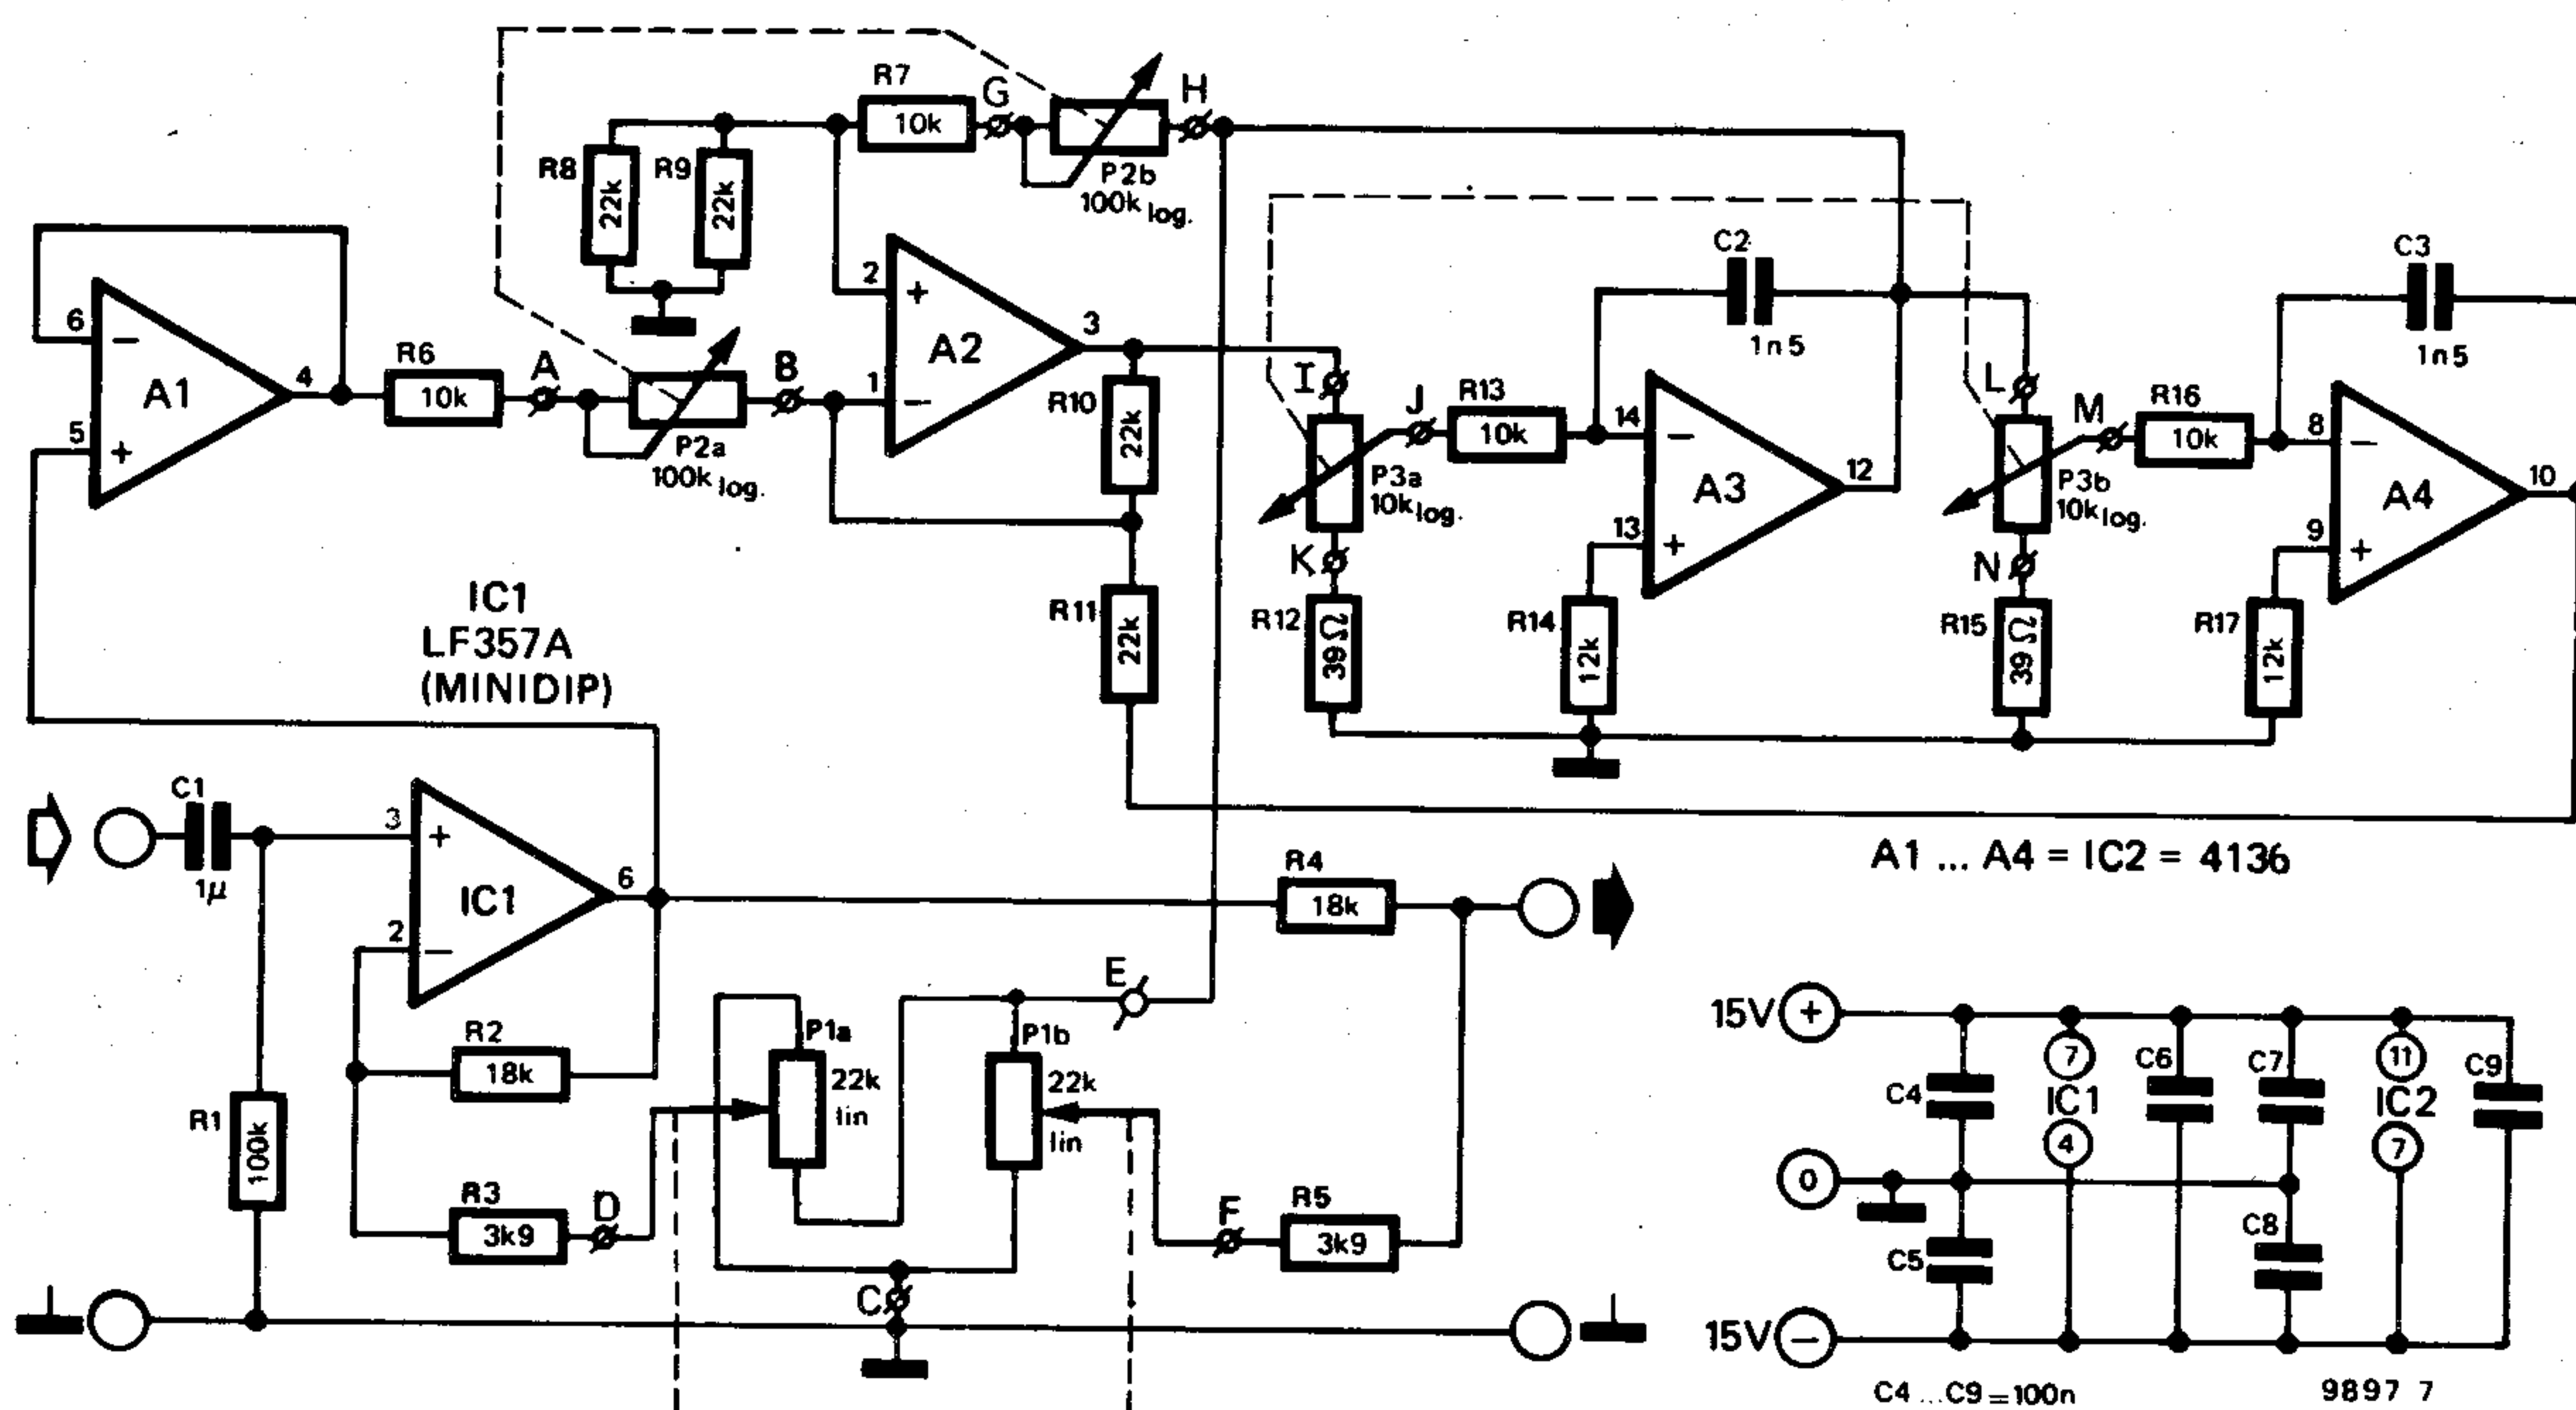 R7
10k
G
H
P2b
100k log.
R8
22k
R9
22k
2
+
A2
3
1
−
6
−
A1
4
5
+
R6
10k
A
B
P2a
100k log.
R10
22k
R11
22k
I
J
R13
10k
P3a
10k log.
K
R12
39Ω
C2
1n5
14
−
A3
12
13
+
R14
12k
L
M
R16
10k
P3b
10k log.
N
R15
39Ω
C3
1n5
8
−
A4
10
9
+
R17
12k
IC1
LF357A
(MINIDIP)
C1
1µ
3
+
IC1
6
2
−
R2
18k
R1
100k
R3
3k9
D
P1a
22k
lin
P1b
22k
lin
E
F
R5
3k9
C
R4
18k
A1 ... A4 = IC2 = 4136
15V +
0
15V −
C4
C5
7
IC1
4
C6
C7
C8
11
IC2
7
C9
C4 ... C9 = 100n
9897 7